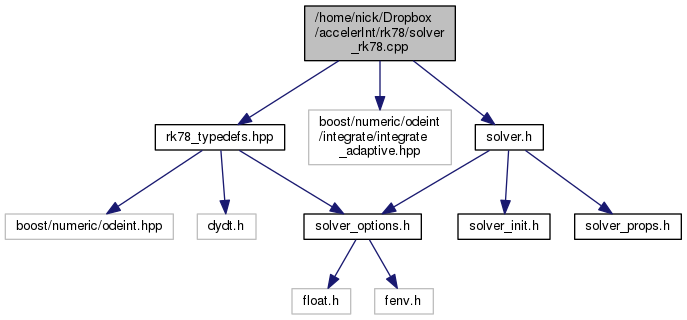 /home/nick/Dropbox
/accelerInt/rk78/solver
_rk78.cpp
rk78_typedefs.hpp
boost/numeric/odeint
/integrate/integrate
_adaptive.hpp
solver.h
boost/numeric/odeint.hpp
dydt.h
solver_options.h
solver_init.h
solver_props.h
float.h
fenv.h